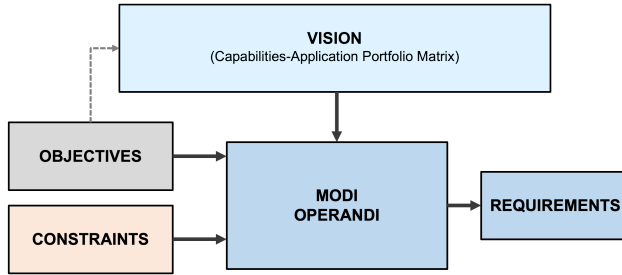 VISION
(Capabilities-Application Portfolio Matrix)
OBJECTIVES
MODI
OPERANDI
REQUIREMENTS
CONSTRAINTS